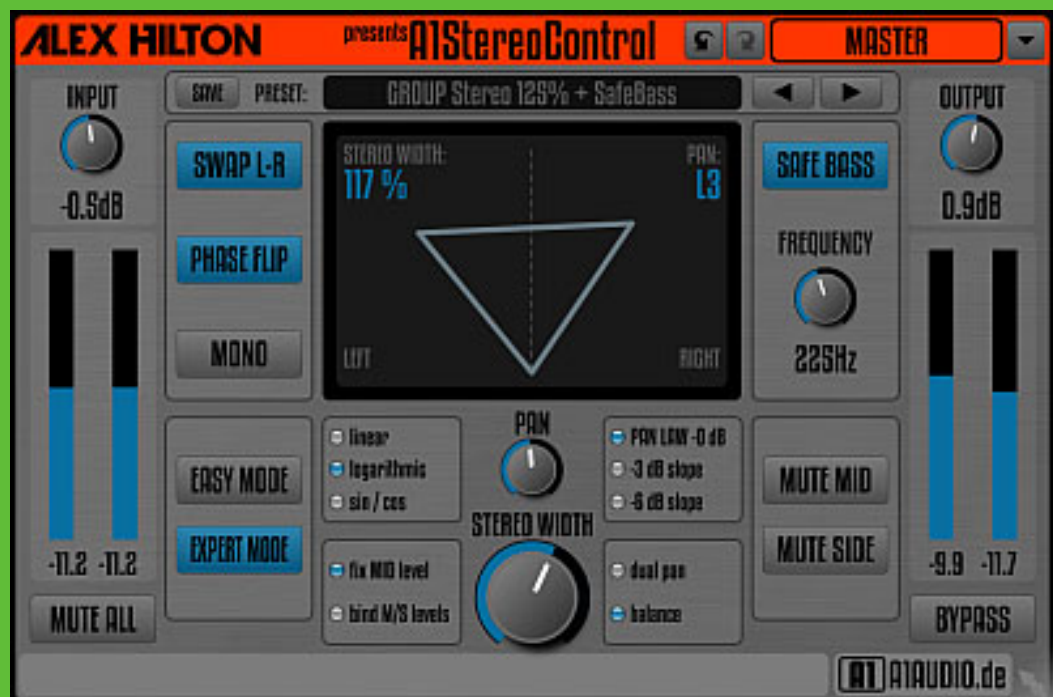 ALEX HILTON presents A1StereoControl MASTER
INPUT
-0.5dB
SAVE PRESET: GROUP Stereo 125% + SafeBass
OUTPUT
0.9dB
SWAP L-R
PHASE FLIP
MONO
STEREO WIDTH:
117 %
PAN:
L3
LEFT RIGHT
SAFE BASS
FREQUENCY
225Hz
EASY MODE
EXPERT MODE
linear
logarithmic
sin / cos
PAN
PAN LAW -0 dB
-3 dB slope
-6 dB slope
STEREO WIDTH
fix MID level
bind M/S levels
dual pan
balance
MUTE MID
MUTE SIDE
-11.2 -11.2
-9.9 -11.7
MUTE ALL
BYPASS
A1 A1AUDIO.de